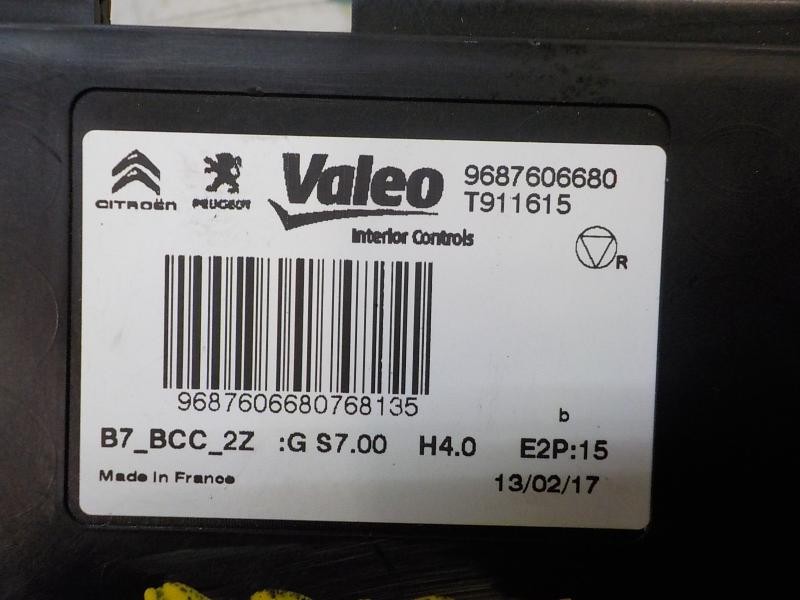 CITROËN PEUGEOT Valeo 9687606680
T911615
Interior Controls
R
9687606680768135
b
B7_BCC_2Z :G S7.00 H4.0 E2P:15
Made in France 13/02/17